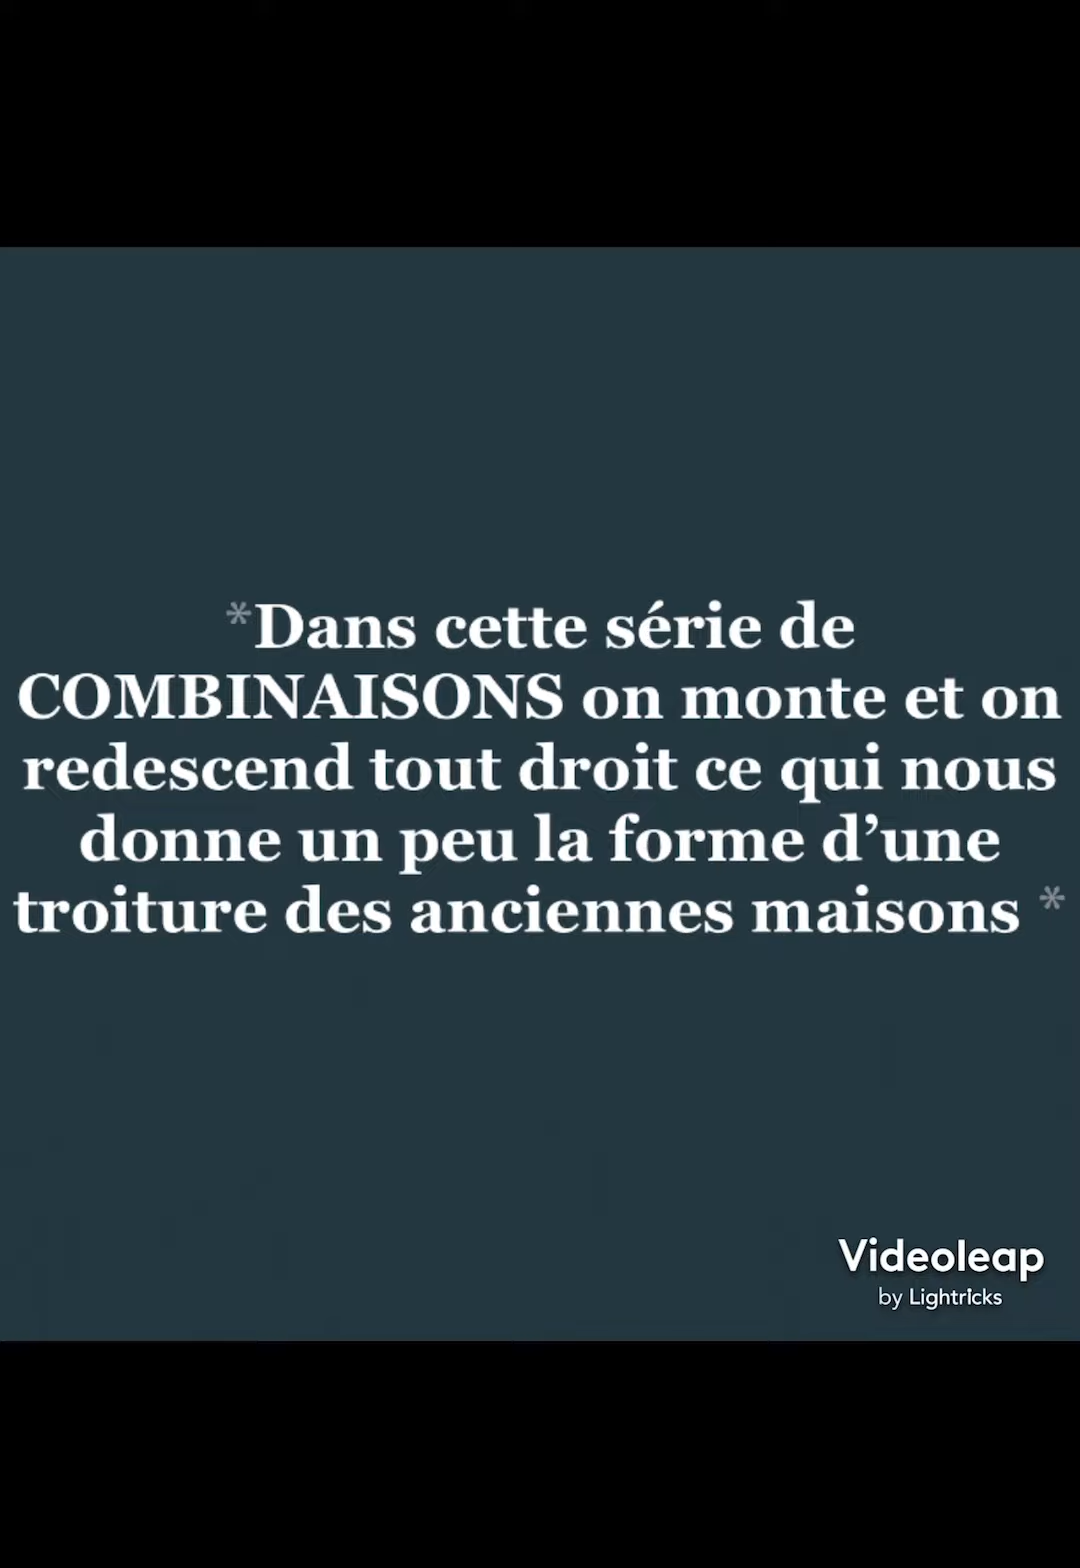 *Dans cette série de
COMBINAISONS on monte et on
redescend tout droit ce qui nous
donne un peu la forme d’une
troiture des anciennes maisons *
Videoleap
by Lightricks